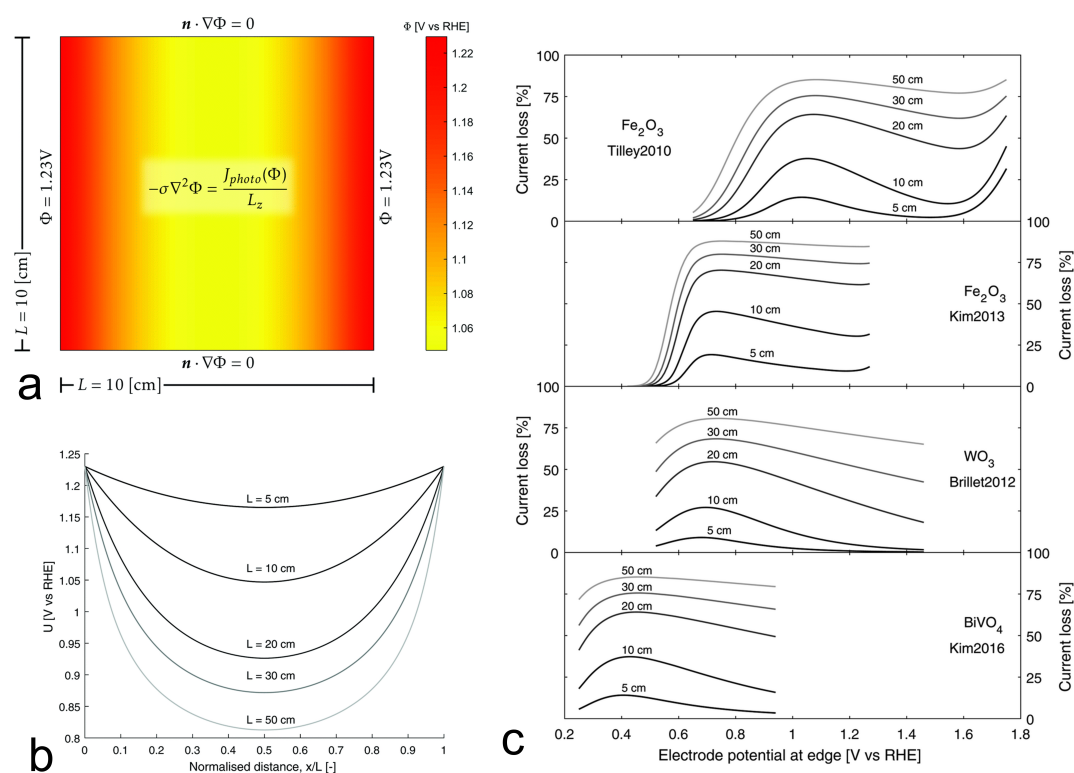 n · ∇Φ = 0
Φ [V vs RHE]
1.22
1.2
1.18
1.16
1.14
1.12
1.1
1.08
1.06
L = 10 [cm]
Φ = 1.23V
−σ∇²Φ = J_photo(Φ) / L_z
Φ = 1.23V
n · ∇Φ = 0
L = 10 [cm]
a
U [V vs RHE]
1.25
1.2
1.15
1.1
1.05
1
0.95
0.9
0.85
0.8
L = 5 cm
L = 10 cm
L = 20 cm
L = 30 cm
L = 50 cm
0 0.1 0.2 0.3 0.4 0.5 0.6 0.7 0.8 0.9 1
Normalised distance, x/L [-]
b
Current loss [%]
100
75
50
25
0
Fe₂O₃
Tilley2010
50 cm
30 cm
20 cm
10 cm
5 cm
100
75
50
25
0
Current loss [%]
50 cm
30 cm
20 cm
10 cm
5 cm
Fe₂O₃
Kim2013
Current loss [%]
100
75
50
25
0
50 cm
30 cm
20 cm
10 cm
5 cm
WO₃
Brillet2012
100
75
50
25
0
Current loss [%]
50 cm
30 cm
20 cm
10 cm
5 cm
BiVO₄
Kim2016
0.2 0.4 0.6 0.8 1 1.2 1.4 1.6 1.8
Electrode potential at edge [V vs RHE]
c